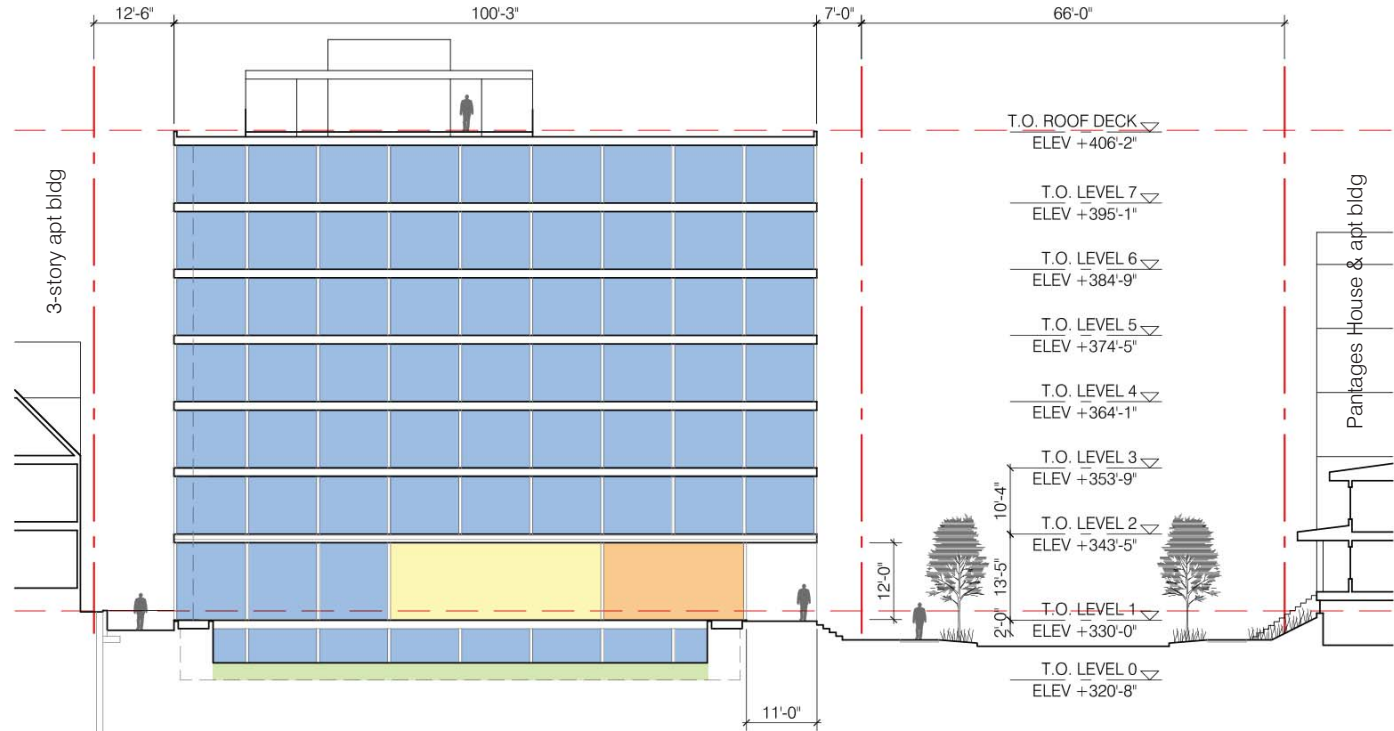 12'-6"
100'-3"
7'-0"
66'-0"
T.O. ROOF DECK
ELEV +406'-2"
3-story apt bldg
T.O. LEVEL 7
ELEV +395'-1"
Pantages House & apt bldg
T.O. LEVEL 6
ELEV +384'-9"
T.O. LEVEL 5
ELEV +374'-5"
T.O. LEVEL 4
ELEV +364'-1"
T.O. LEVEL 3
ELEV +353'-9"
10'-4"
T.O. LEVEL 2
ELEV +343'-5"
12'-0"
13'-5"
T.O. LEVEL 1
ELEV +330'-0"
2'-0"
T.O. LEVEL 0
ELEV +320'-8"
11'-0"